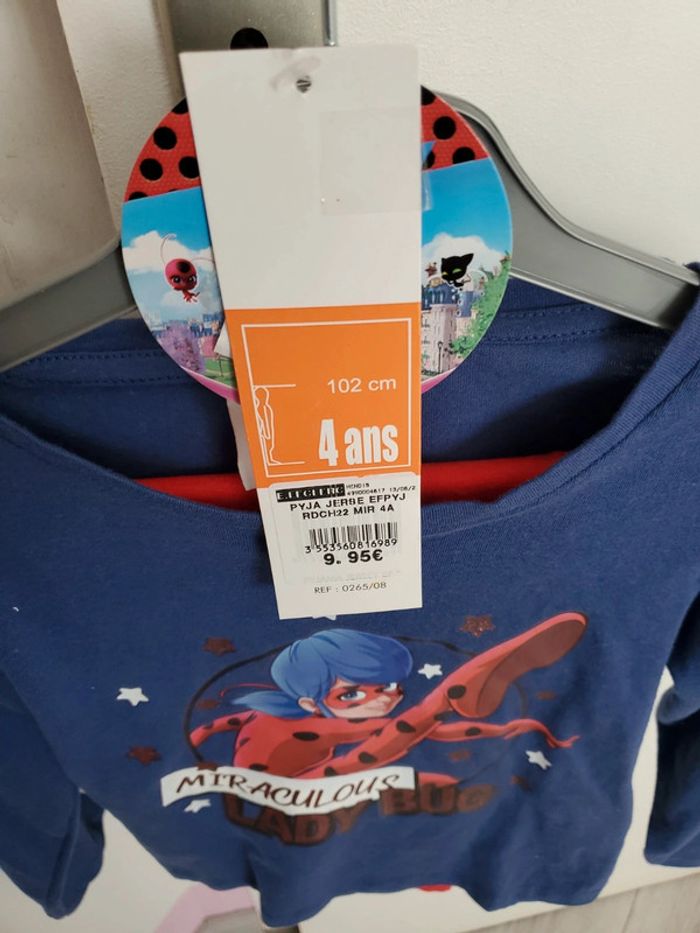 102 cm
4 ans
E.LECLERC
PYJA JERSE EFPYJ
RDCH22 MIR 4A
3 553560 816989
9.95€
REF : 0265/08
MIRACULOUS
LADY BUG